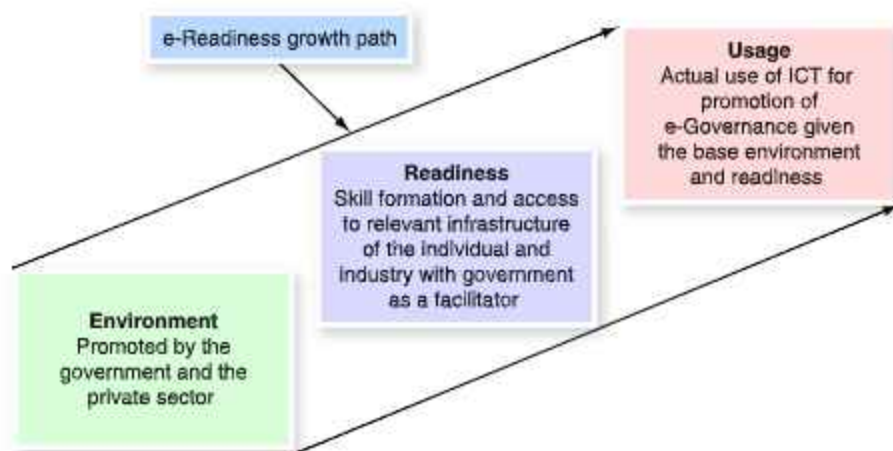 e-Readiness growth path
Usage
Actual use of ICT for
promotion of
e-Governance given
the base environment
and readiness
Readiness
Skill formation and access
to relevant infrastructure
of the individual and
industry with government
as a facilitator
Environment
Promoted by the
government and the
private sector